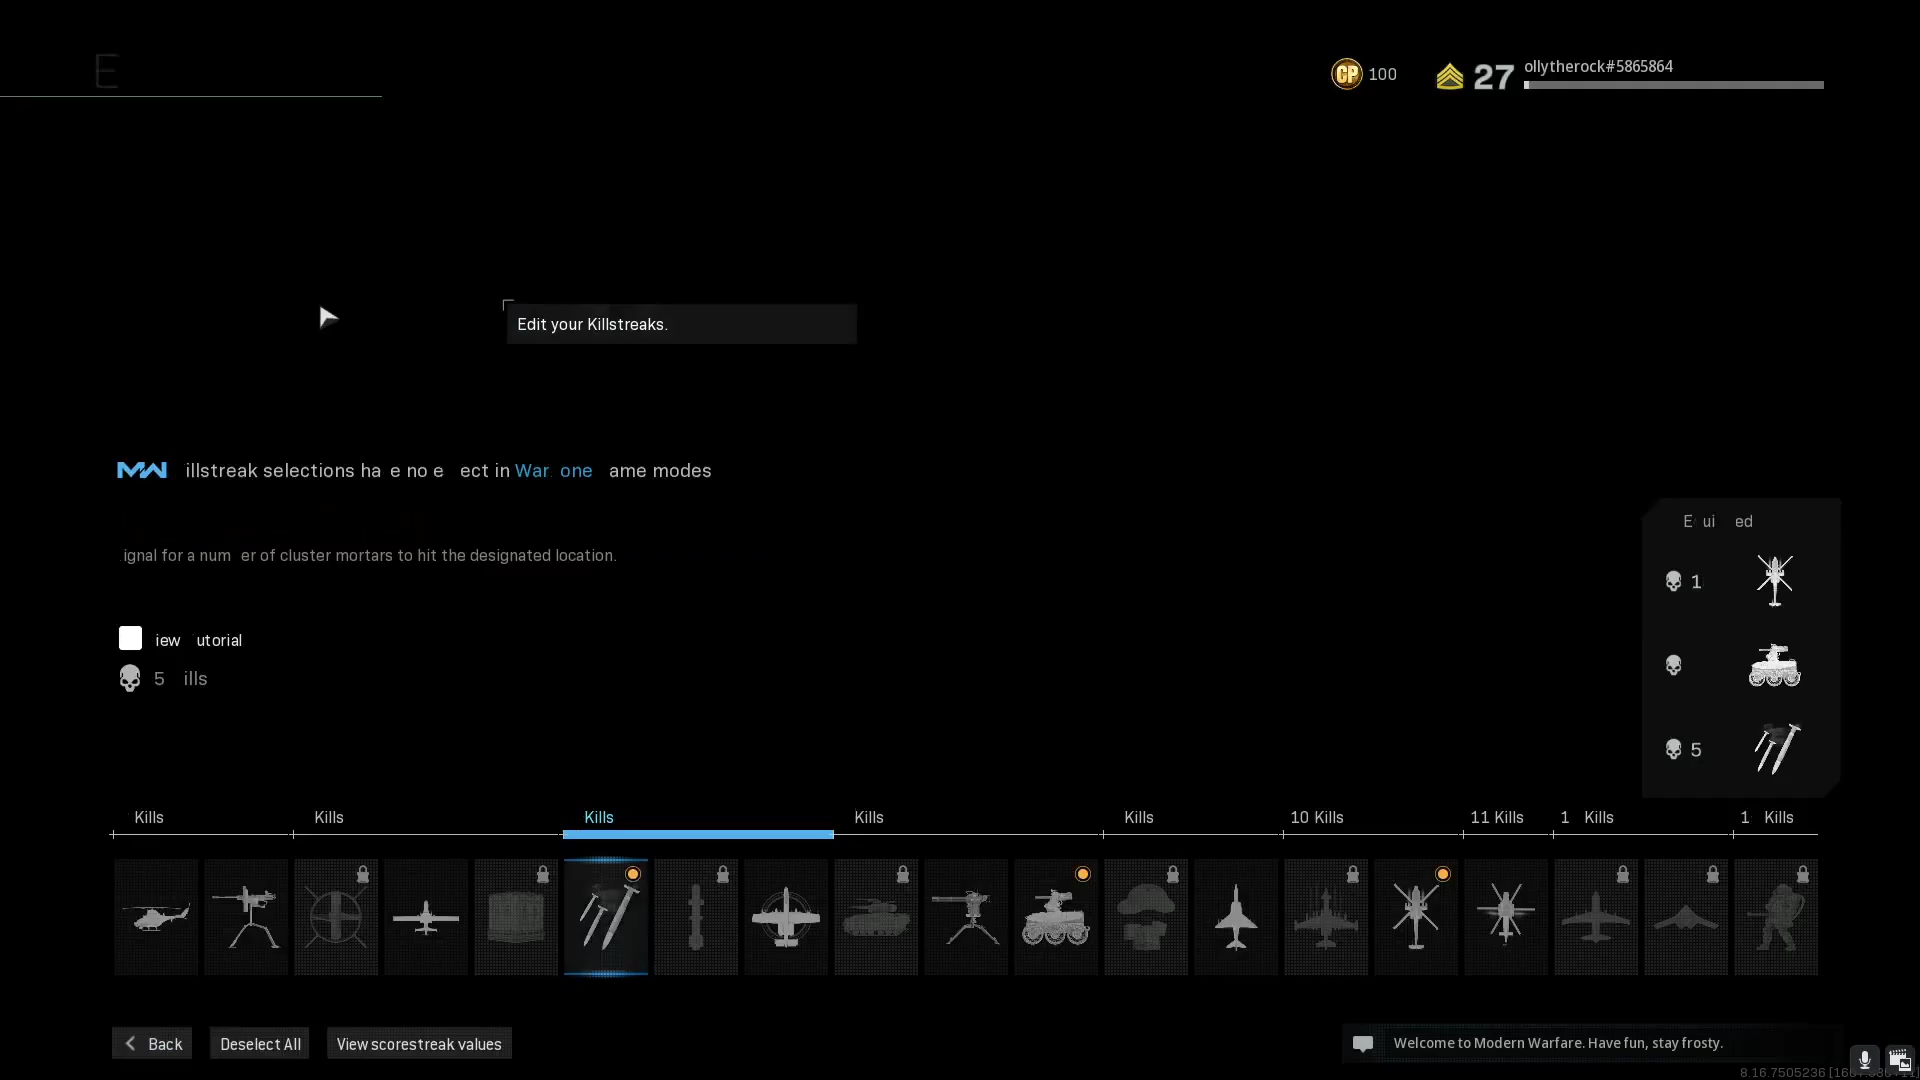 E
CP 100
27 ollytherock#5865864
Edit your Killstreaks.
MW illstreak selections ha e no e ect in War one ame modes
ignal for a num er of cluster mortars to hit the designated location.
iew utorial
5 ills
E ui ed
1
5
Kills Kills Kills Kills Kills 10 Kills 11 Kills 1 Kills 1 Kills
Back Deselect All View scorestreak values
Welcome to Modern Warfare. Have fun, stay frosty.